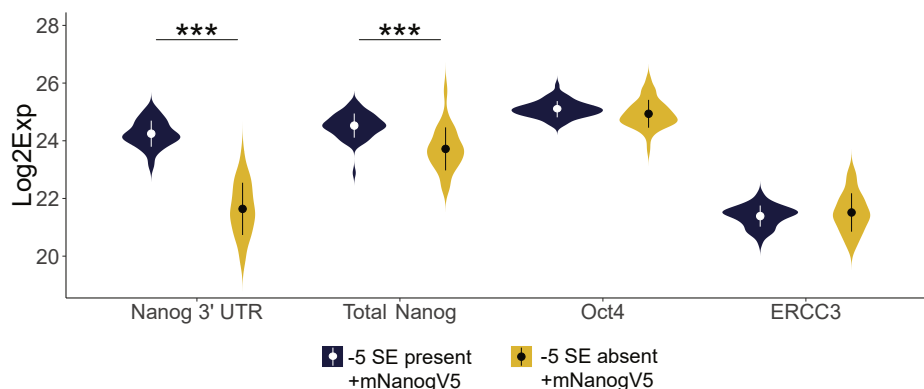 28
26
24
22
20
Log2Exp
***
***
Nanog 3' UTR
Total Nanog
Oct4
ERCC3
-5 SE present
+mNanogV5
-5 SE absent
+mNanogV5